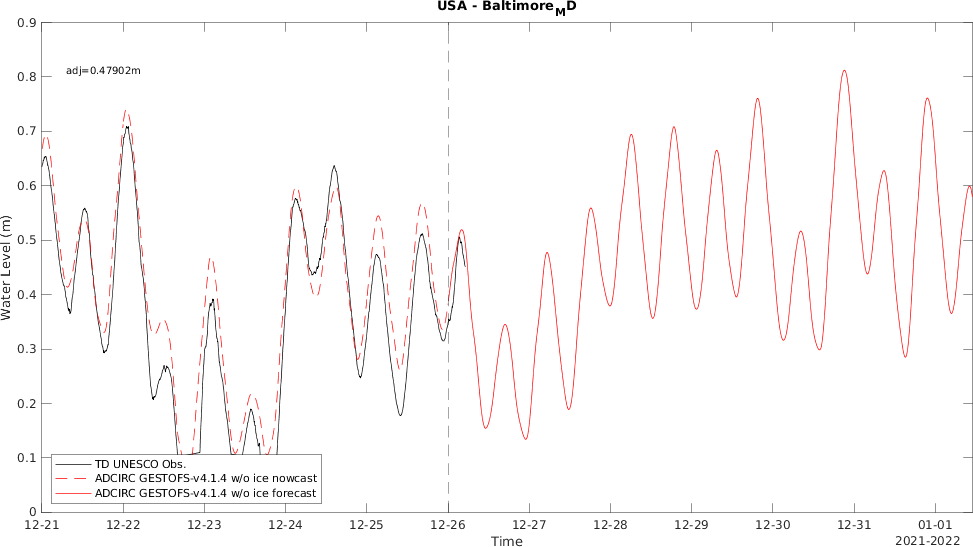 USA - Baltimore_MD
0.9
0.8
adj=0.47902m
0.7
0.6
0.5
Water Level (m)
0.4
0.3
0.2
0.1
TD UNESCO Obs.
ADCIRC GESTOFS-v4.1.4 w/o ice nowcast
ADCIRC GESTOFS-v4.1.4 w/o ice forecast
0
12-21 12-22 12-23 12-24 12-25 12-26 12-27 12-28 12-29 12-30 12-31 01-01
Time
2021-2022